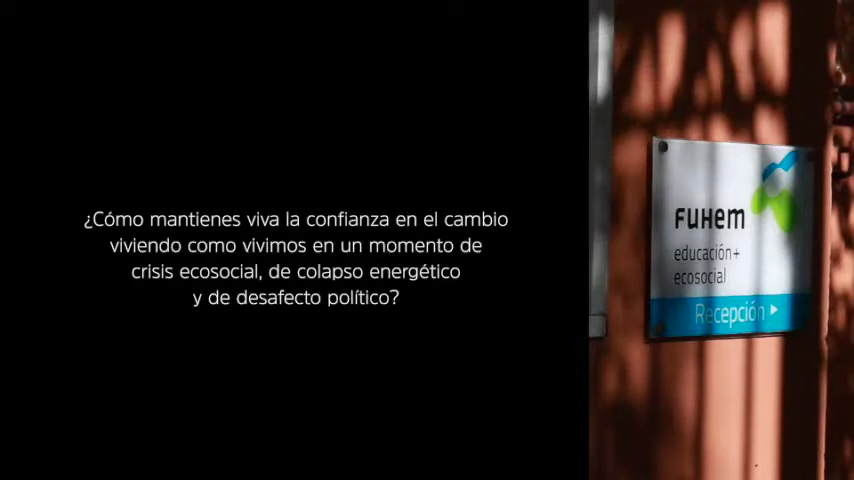 ¿Cómo mantienes viva la confianza en el cambio
viviendo como vivimos en un momento de
crisis ecosocial, de colapso energético
y de desafecto político?
FUHem
educación+
ecosocial
Recepción